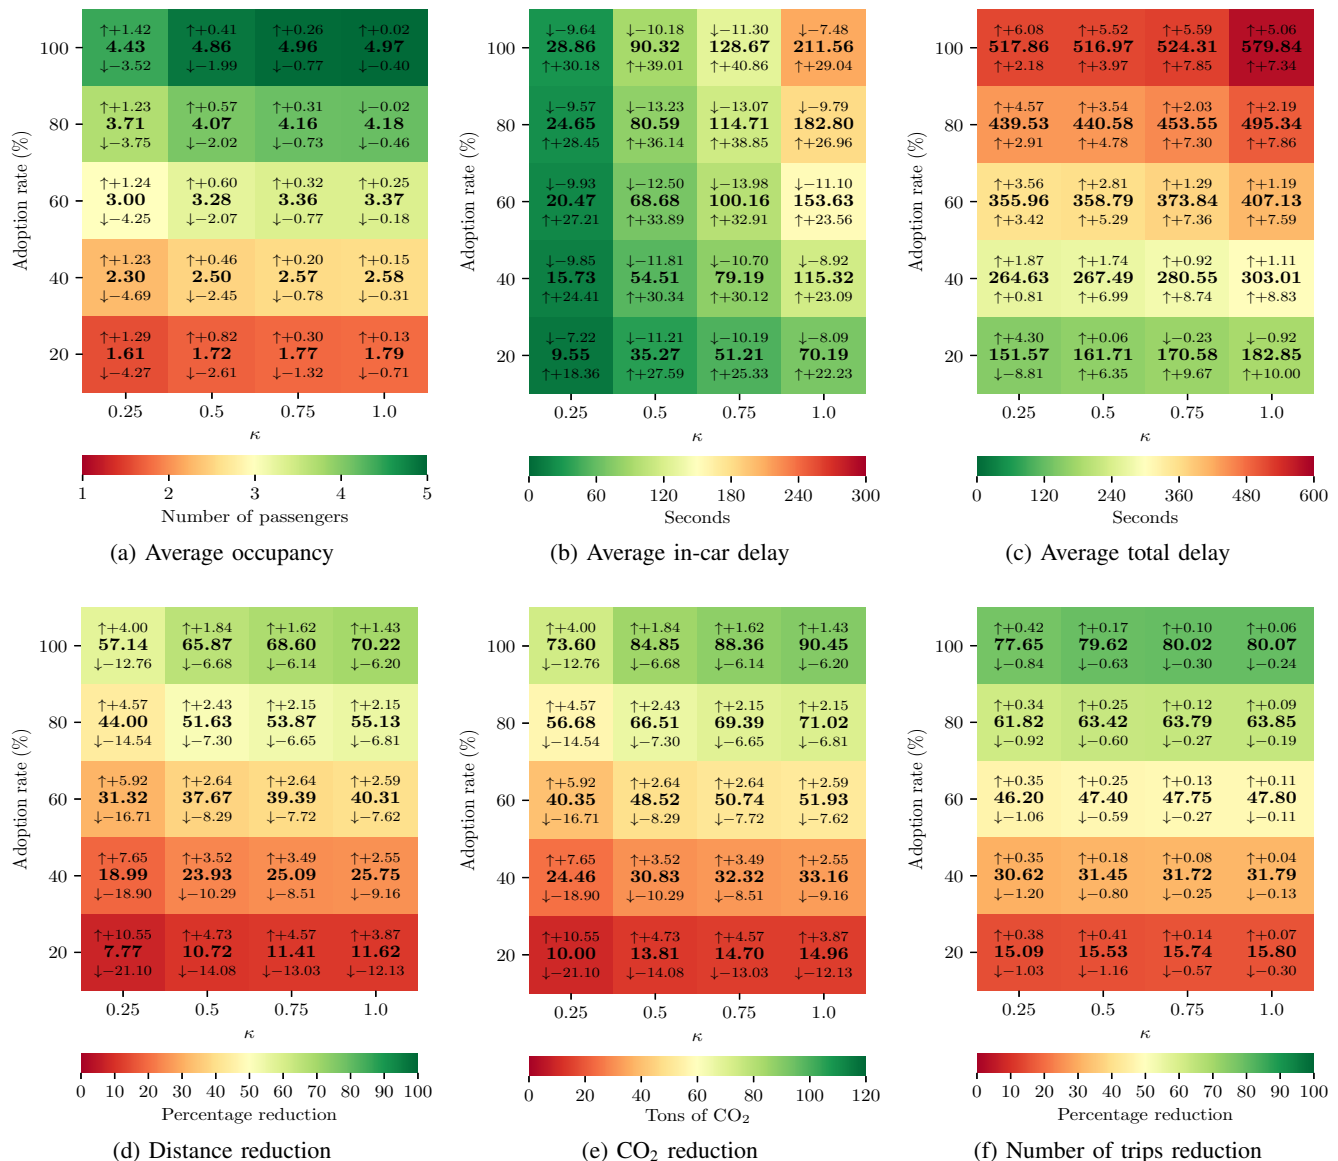 ↑+1.42 ↑+0.41 ↑+0.26 ↑+0.02
100 4.43 4.86 4.96 4.97
↓−3.52 ↓−1.99 ↓−0.77 ↓−0.40
↑+1.23 ↑+0.57 ↑+0.31 ↓−0.02
80 3.71 4.07 4.16 4.18
↓−3.75 ↓−2.02 ↓−0.73 ↓−0.46
↑+1.24 ↑+0.60 ↑+0.32 ↑+0.25
60 3.00 3.28 3.36 3.37
↓−4.25 ↓−2.07 ↓−0.77 ↓−0.18
↑+1.23 ↑+0.46 ↑+0.20 ↑+0.15
40 2.30 2.50 2.57 2.58
↓−4.69 ↓−2.45 ↓−0.78 ↓−0.31
↑+1.29 ↑+0.82 ↑+0.30 ↑+0.13
20 1.61 1.72 1.77 1.79
↓−4.27 ↓−2.61 ↓−1.32 ↓−0.71
Adoption rate (%)
0.25 0.5 0.75 1.0
κ
1 2 3 4 5
Number of passengers
(a) Average occupancy
↓−9.64 ↓−10.18 ↓−11.30 ↓−7.48
100 28.86 90.32 128.67 211.56
↑+30.18 ↑+39.01 ↑+40.86 ↑+29.04
↓−9.57 ↓−13.23 ↓−13.07 ↓−9.79
80 24.65 80.59 114.71 182.80
↑+28.45 ↑+36.14 ↑+38.85 ↑+26.96
↓−9.93 ↓−12.50 ↓−13.98 ↓−11.10
60 20.47 68.68 100.16 153.63
↑+27.21 ↑+33.89 ↑+32.91 ↑+23.56
↓−9.85 ↓−11.81 ↓−10.70 ↓−8.92
40 15.73 54.51 79.19 115.32
↑+24.41 ↑+30.34 ↑+30.12 ↑+23.09
↓−7.22 ↓−11.21 ↓−10.19 ↓−8.09
20 9.55 35.27 51.21 70.19
↑+18.36 ↑+27.59 ↑+25.33 ↑+22.23
Adoption rate (%)
0.25 0.5 0.75 1.0
κ
0 60 120 180 240 300
Seconds
(b) Average in-car delay
↑+6.08 ↑+5.52 ↑+5.59 ↑+5.06
100 517.86 516.97 524.31 579.84
↑+2.18 ↑+3.97 ↑+7.85 ↑+7.34
↑+4.57 ↑+3.54 ↑+2.03 ↑+2.19
80 439.53 440.58 453.55 495.34
↑+2.91 ↑+4.78 ↑+7.30 ↑+7.86
↑+3.56 ↑+2.81 ↑+1.29 ↑+1.19
60 355.96 358.79 373.84 407.13
↑+3.42 ↑+5.29 ↑+7.36 ↑+7.59
↑+1.87 ↑+1.74 ↑+0.92 ↑+1.11
40 264.63 267.49 280.55 303.01
↑+0.81 ↑+6.99 ↑+8.74 ↑+8.83
↑+4.30 ↑+0.06 ↓−0.23 ↓−0.92
20 151.57 161.71 170.58 182.85
↓−8.81 ↑+6.35 ↑+9.67 ↑+10.00
Adoption rate (%)
0.25 0.5 0.75 1.0
κ
0 120 240 360 480 600
Seconds
(c) Average total delay
↑+4.00 ↑+1.84 ↑+1.62 ↑+1.43
100 57.14 65.87 68.60 70.22
↓−12.76 ↓−6.68 ↓−6.14 ↓−6.20
↑+4.57 ↑+2.43 ↑+2.15 ↑+2.15
80 44.00 51.63 53.87 55.13
↓−14.54 ↓−7.30 ↓−6.65 ↓−6.81
↑+5.92 ↑+2.64 ↑+2.64 ↑+2.59
60 31.32 37.67 39.39 40.31
↓−16.71 ↓−8.29 ↓−7.72 ↓−7.62
↑+7.65 ↑+3.52 ↑+3.49 ↑+2.55
40 18.99 23.93 25.09 25.75
↓−18.90 ↓−10.29 ↓−8.51 ↓−9.16
↑+10.55 ↑+4.73 ↑+4.57 ↑+3.87
20 7.77 10.72 11.41 11.62
↓−21.10 ↓−14.08 ↓−13.03 ↓−12.13
Adoption rate (%)
0.25 0.5 0.75 1.0
κ
0 10 20 30 40 50 60 70 80 90 100
Percentage reduction
(d) Distance reduction
↑+4.00 ↑+1.84 ↑+1.62 ↑+1.43
100 73.60 84.85 88.36 90.45
↓−12.76 ↓−6.68 ↓−6.14 ↓−6.20
↑+4.57 ↑+2.43 ↑+2.15 ↑+2.15
80 56.68 66.51 69.39 71.02
↓−14.54 ↓−7.30 ↓−6.65 ↓−6.81
↑+5.92 ↑+2.64 ↑+2.64 ↑+2.59
60 40.35 48.52 50.74 51.93
↓−16.71 ↓−8.29 ↓−7.72 ↓−7.62
↑+7.65 ↑+3.52 ↑+3.49 ↑+2.55
40 24.46 30.83 32.32 33.16
↓−18.90 ↓−10.29 ↓−8.51 ↓−9.16
↑+10.55 ↑+4.73 ↑+4.57 ↑+3.87
20 10.00 13.81 14.70 14.96
↓−21.10 ↓−14.08 ↓−13.03 ↓−12.13
Adoption rate (%)
0.25 0.5 0.75 1.0
κ
0 20 40 60 80 100 120
Tons of CO₂
(e) CO₂ reduction
↑+0.42 ↑+0.17 ↑+0.10 ↑+0.06
100 77.65 79.62 80.02 80.07
↓−0.84 ↓−0.63 ↓−0.30 ↓−0.24
↑+0.34 ↑+0.25 ↑+0.12 ↑+0.09
80 61.82 63.42 63.79 63.85
↓−0.92 ↓−0.60 ↓−0.27 ↓−0.19
↑+0.35 ↑+0.25 ↑+0.13 ↑+0.11
60 46.20 47.40 47.75 47.80
↓−1.06 ↓−0.59 ↓−0.27 ↓−0.11
↑+0.35 ↑+0.18 ↑+0.08 ↑+0.04
40 30.62 31.45 31.72 31.79
↓−1.20 ↓−0.80 ↓−0.25 ↓−0.13
↑+0.38 ↑+0.41 ↑+0.14 ↑+0.07
20 15.09 15.53 15.74 15.80
↓−1.03 ↓−1.16 ↓−0.57 ↓−0.30
Adoption rate (%)
0.25 0.5 0.75 1.0
κ
0 10 20 30 40 50 60 70 80 90 100
Percentage reduction
(f) Number of trips reduction